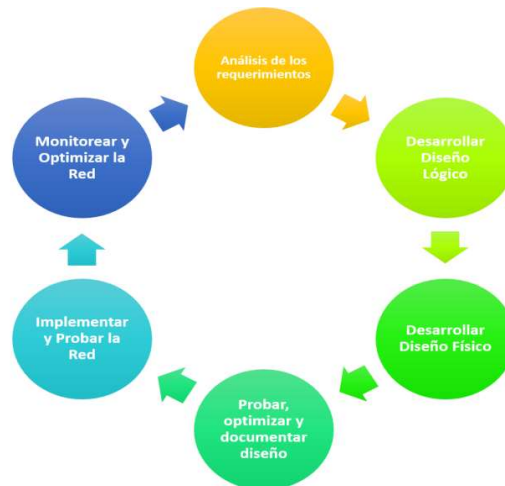 Análisis de los
requerimientos
Desarrollar
Diseño
Lógico
Desarrollar
Diseño Físico
Probar,
optimizar y
documentar
diseño
Implementar
y Probar la
Red
Monitorear y
Optimizar la
Red